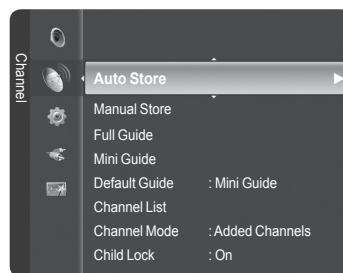 Channel
Auto Store
Manual Store
Full Guide
Mini Guide
Default Guide : Mini Guide
Channel List
Channel Mode : Added Channels
Child Lock : On